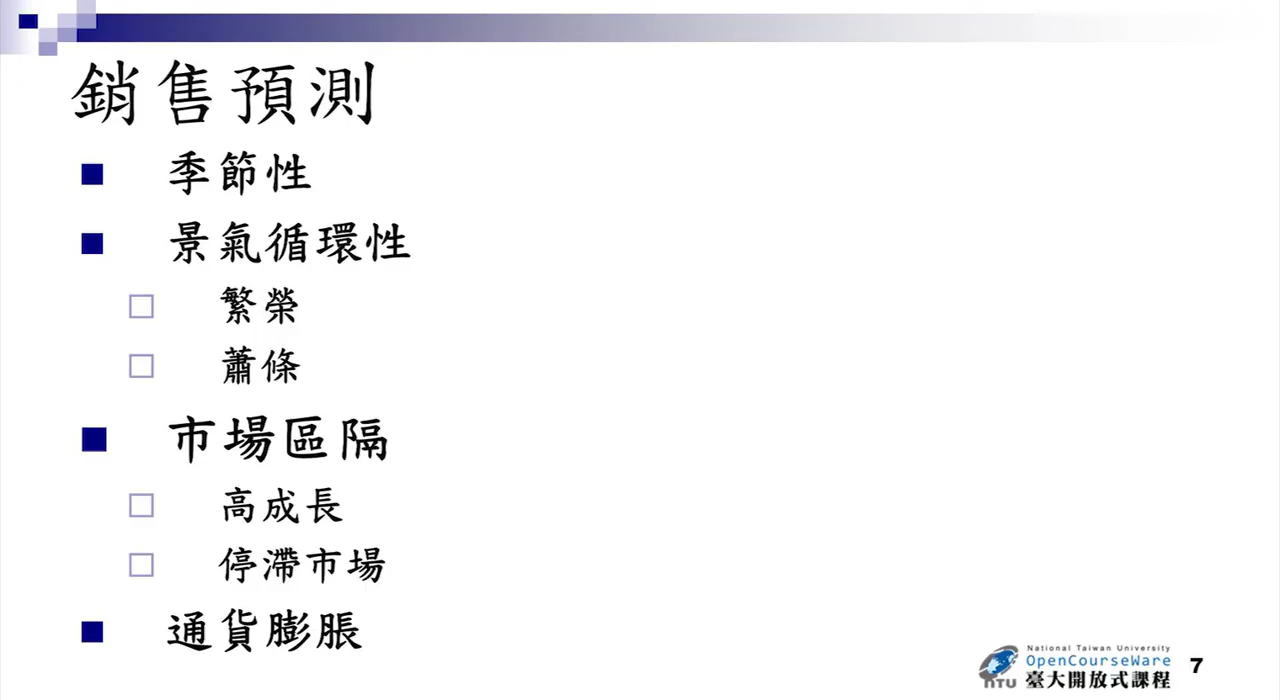 銷售預測
季節性
景氣循環性
繁榮
蕭條
市場區隔
高成長
停滯市場
通貨膨脹
National Taiwan University
OpenCourseWare
NTU 臺大開放式課程
7